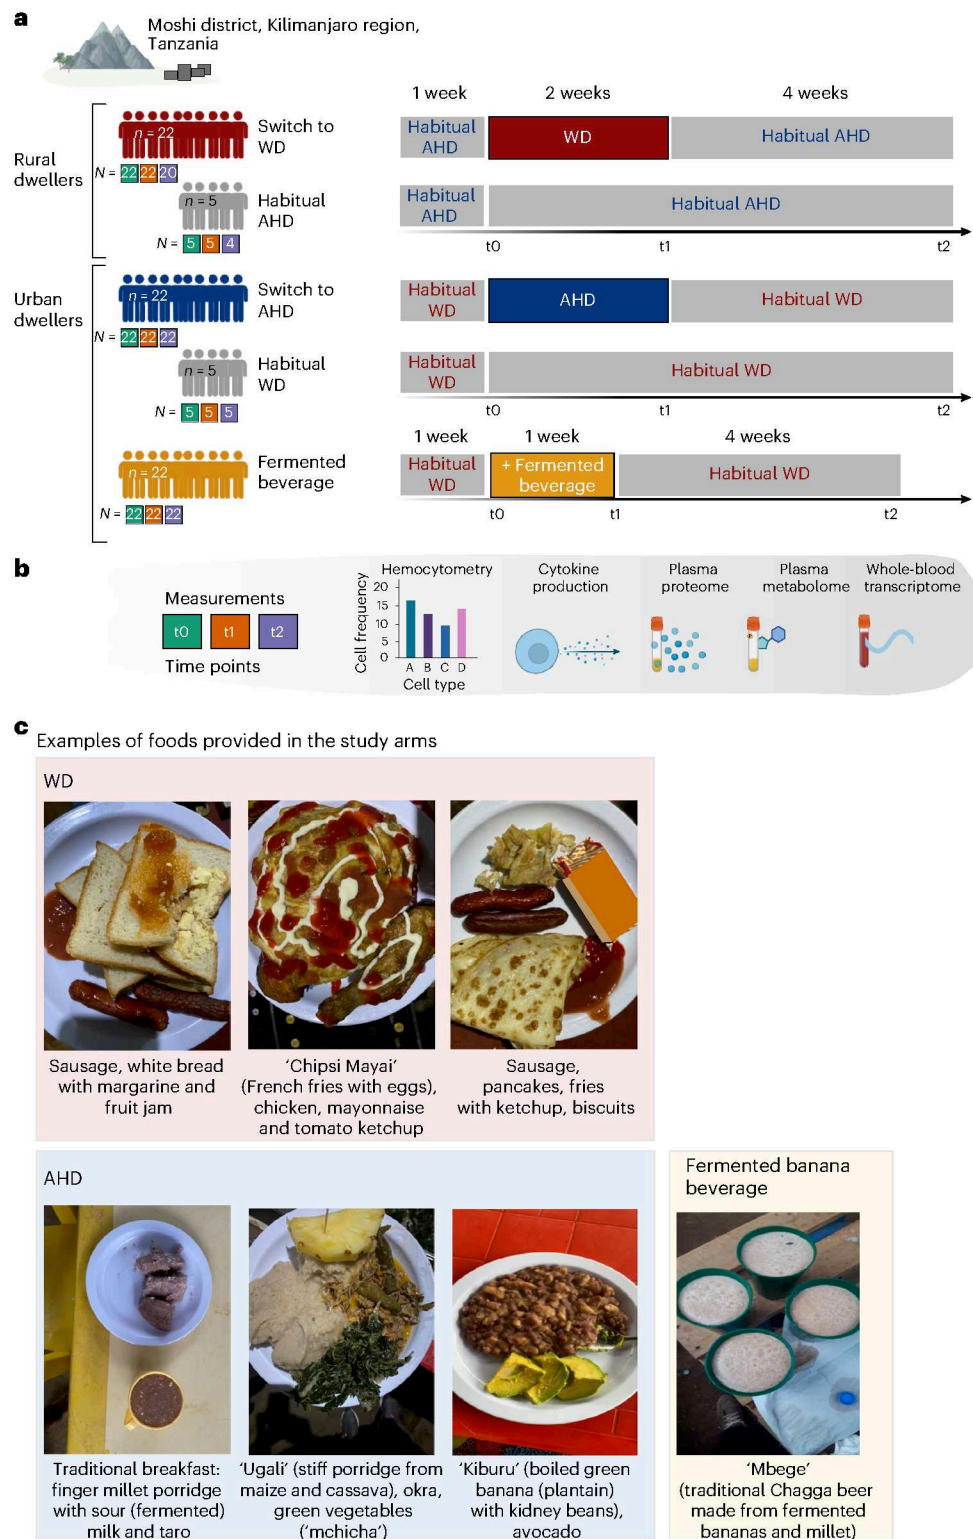 a
Moshi district, Kilimanjaro region,
Tanzania
1 week
2 weeks
4 weeks
Rural
dwellers
n = 22
Switch to
WD
Habitual
AHD
WD
Habitual AHD
N = 22 22 20
n = 5
Habitual
AHD
Habitual
AHD
Habitual AHD
N = 5 5 4
t0
t1
t2
Urban
dwellers
n = 22
Switch to
AHD
Habitual
WD
AHD
Habitual WD
N = 22 22 22
n = 5
Habitual
WD
Habitual
WD
Habitual WD
N = 5 5 5
t0
t1
t2
1 week
1 week
4 weeks
n = 22
Fermented
beverage
Habitual
WD
+ Fermented
beverage
Habitual WD
N = 22 22 22
t0
t1
t2
b
Measurements
t0
t1
t2
Time points
Hemocytometry
Cell frequency
20
15
10
5
0
A B C D
Cell type
Cytokine
production
Plasma
proteome
Plasma
metabolome
Whole-blood
transcriptome
c
Examples of foods provided in the study arms
WD
Sausage, white bread
with margarine and
fruit jam
‘Chipsi Mayai’
(French fries with eggs),
chicken, mayonnaise
and tomato ketchup
Sausage,
pancakes, fries
with ketchup, biscuits
AHD
Traditional breakfast:
finger millet porridge
with sour (fermented)
milk and taro
‘Ugali’ (stiff porridge from
maize and cassava), okra,
green vegetables
(‘mchicha’)
‘Kiburu’ (boiled green
banana (plantain)
with kidney beans),
avocado
Fermented banana
beverage
‘Mbege’
(traditional Chagga beer
made from fermented
bananas and millet)